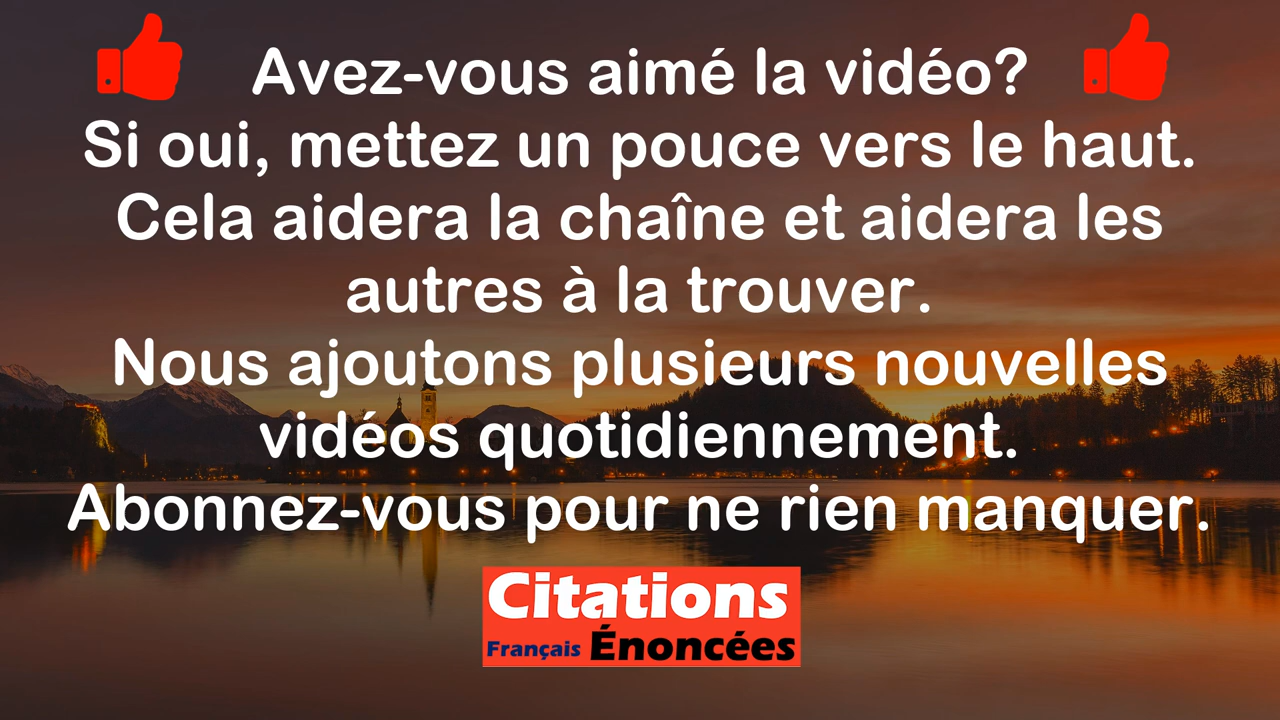 Avez-vous aimé la vidéo?
Si oui, mettez un pouce vers le haut.
Cela aidera la chaîne et aidera les
autres à la trouver.
Nous ajoutons plusieurs nouvelles
vidéos quotidiennement.
Abonnez-vous pour ne rien manquer.
Citations
Français Énoncées